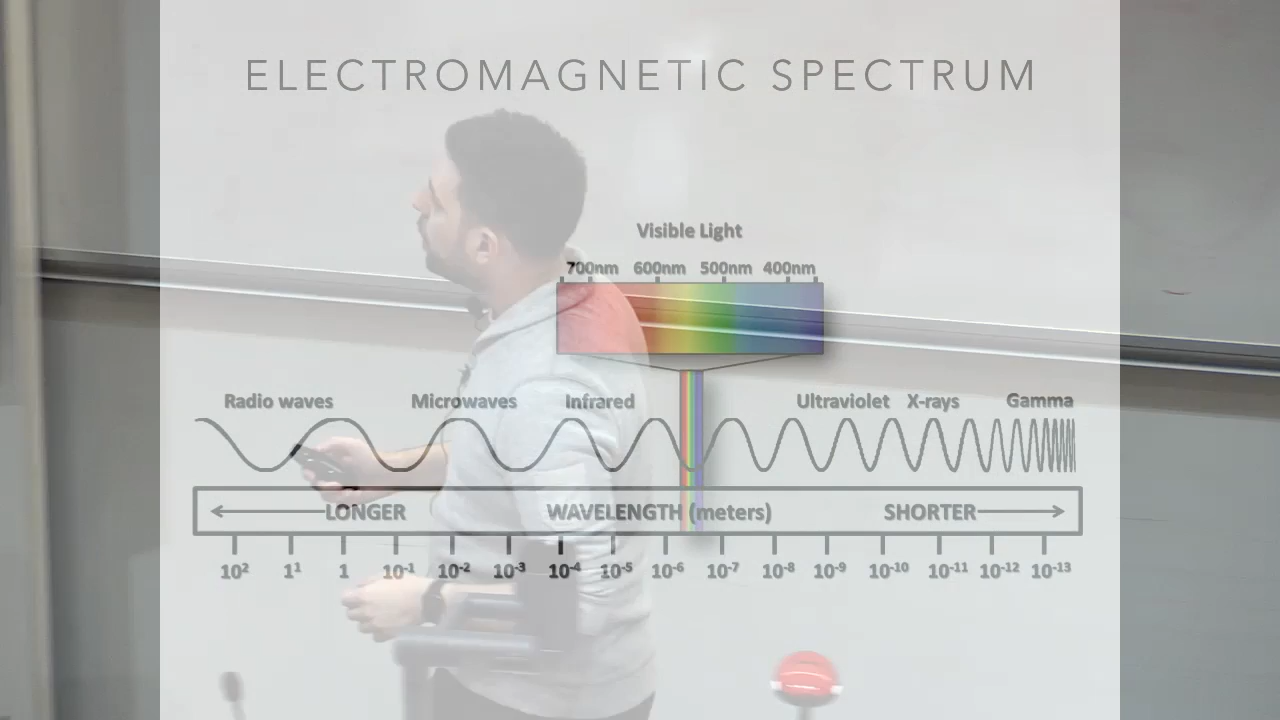 ELECTROMAGNETIC SPECTRUM
Visible Light
700nm 600nm 500nm 400nm
Radio waves Microwaves Infrared Ultraviolet X-rays Gamma
LONGER WAVELENGTH (meters) SHORTER
10² 1¹ 1 10⁻¹ 10⁻² 10⁻³ 10⁻⁴ 10⁻⁵ 10⁻⁶ 10⁻⁷ 10⁻⁸ 10⁻⁹ 10⁻¹⁰ 10⁻¹¹ 10⁻¹² 10⁻¹³